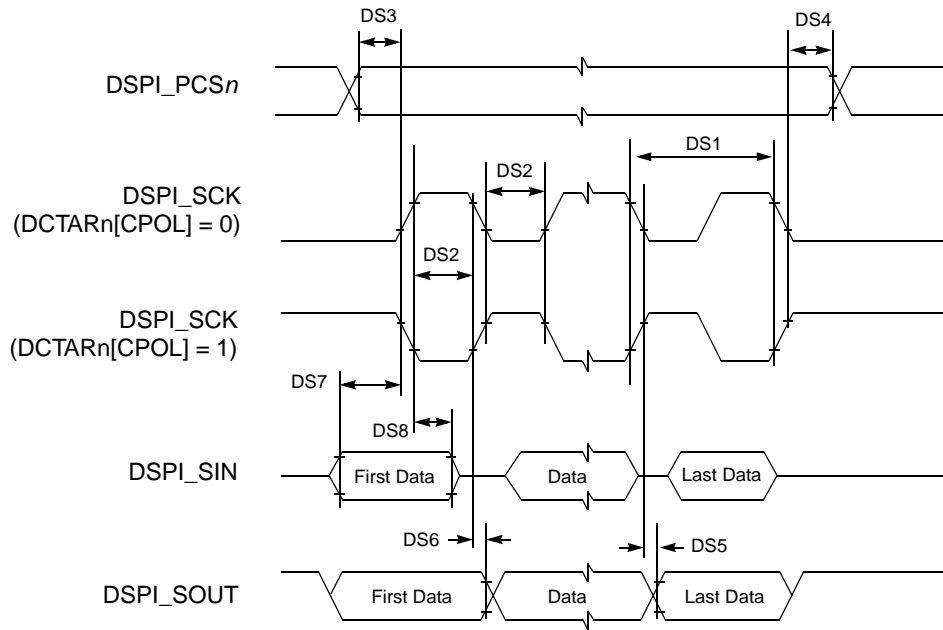 DS3
DS4
DSPI_PCSn
DS1
DS2
DSPI_SCK
(DCTARn[CPOL] = 0)
DS2
DSPI_SCK
(DCTARn[CPOL] = 1)
DS7
DS8
DSPI_SIN
First Data
Data
Last Data
DS6
DS5
DSPI_SOUT
First Data
Data
Last Data